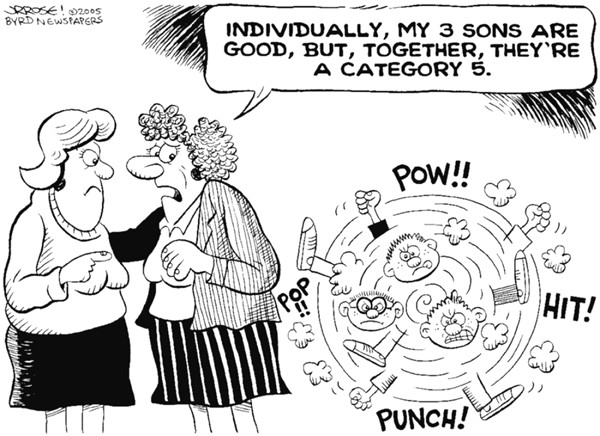 JRROSE! ©2005
BYRD NEWSPAPERS
INDIVIDUALLY, MY 3 SONS ARE
GOOD, BUT, TOGETHER, THEY'RE
A CATEGORY 5.
POW!!
POP
!!
HIT!
PUNCH!